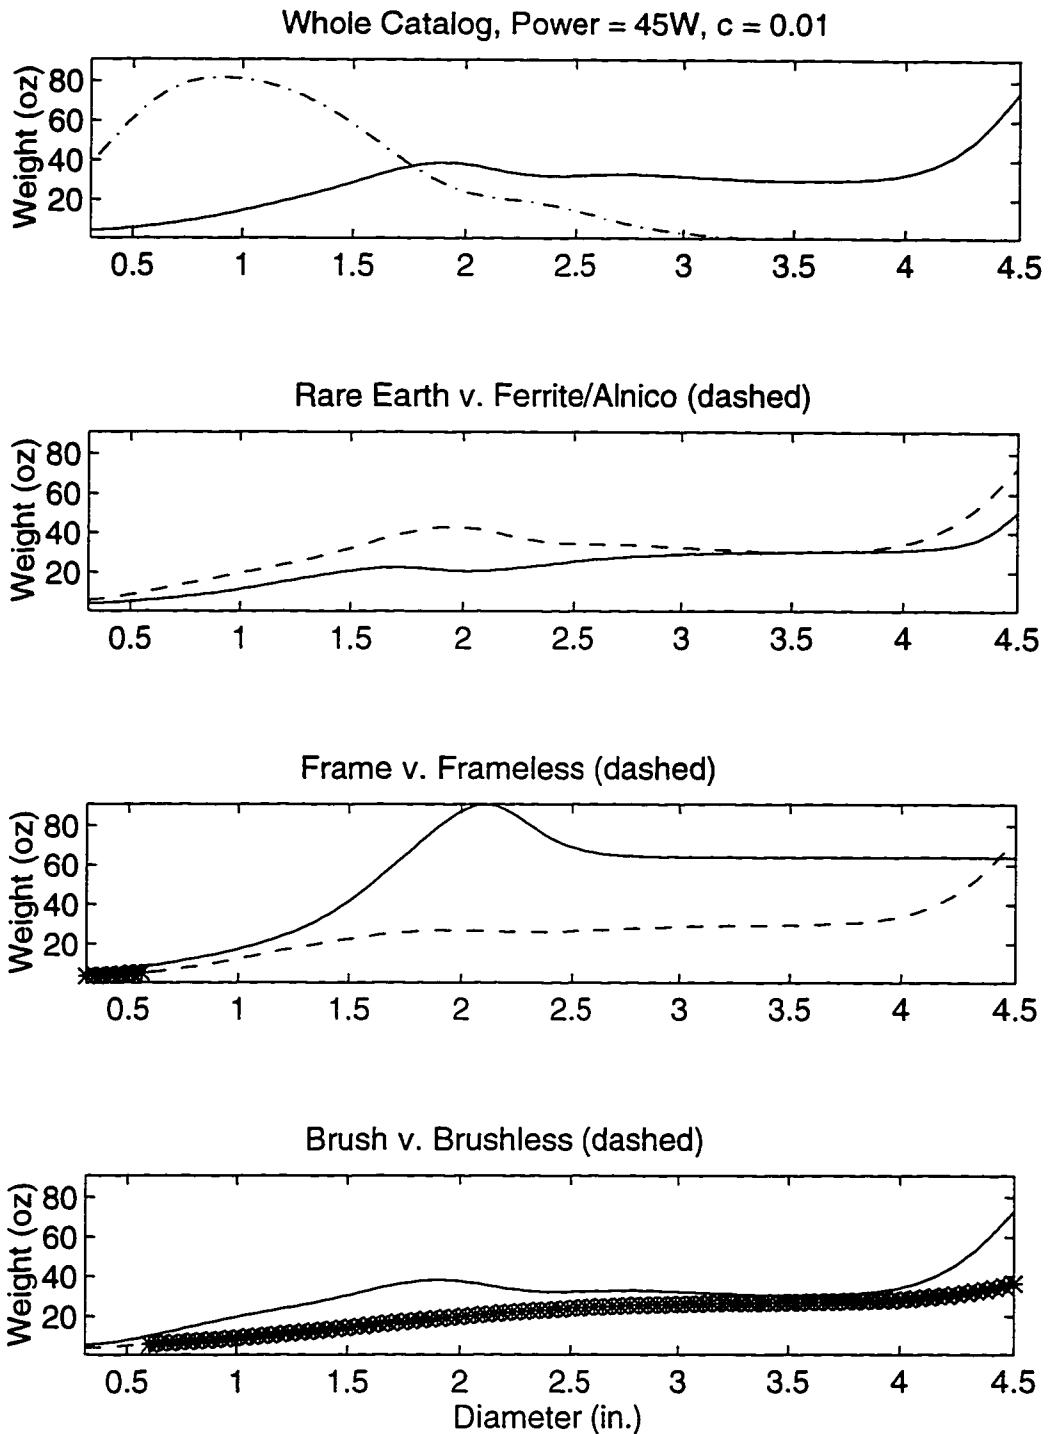 Whole Catalog, Power = 45W, c = 0.01
Weight (oz)
80
60
40
20
0.5 1 1.5 2 2.5 3 3.5 4 4.5
Rare Earth v. Ferrite/Alnico (dashed)
Weight (oz)
80
60
40
20
0.5 1 1.5 2 2.5 3 3.5 4 4.5
Frame v. Frameless (dashed)
Weight (oz)
80
60
40
20
0.5 1 1.5 2 2.5 3 3.5 4 4.5
Brush v. Brushless (dashed)
Weight (oz)
80
60
40
20
0.5 1 1.5 2 2.5 3 3.5 4 4.5
Diameter (in.)